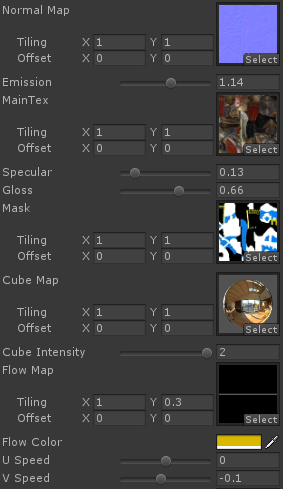 Normal Map
Tiling X 1 Y 1
Offset X 0 Y 0
Select
Emission 1.14
MainTex
Tiling X 1 Y 1
Offset X 0 Y 0
Select
Specular 0.13
Gloss 0.66
Mask
Tiling X 1 Y 1
Offset X 0 Y 0
Select
Cube Map
Tiling X 1 Y 1
Offset X 0 Y 0
Select
Cube Intensity 2
Flow Map
Tiling X 1 Y 0.3
Offset X 0 Y 0
Select
Flow Color
U Speed 0
V Speed -0.1